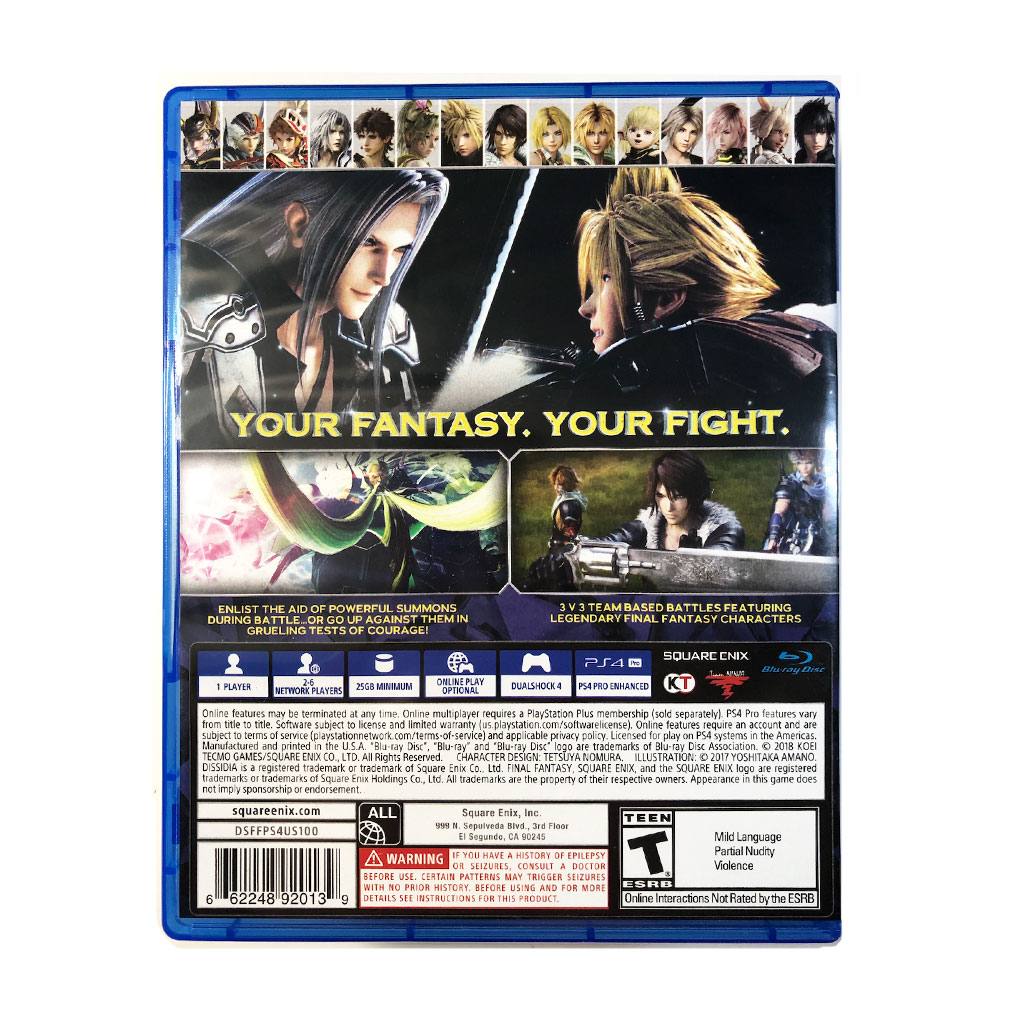 YOUR FANTASY. YOUR FIGHT.
ENLIST THE AID OF POWERFUL SUMMONS
DURING BATTLE...OR GO UP AGAINST THEM IN
GRUELING TESTS OF COURAGE!
3 V 3 TEAM BASED BATTLES FEATURING
LEGENDARY FINAL FANTASY CHARACTERS
1 PLAYER
2-6
NETWORK PLAYERS
25GB MINIMUM
ONLINE PLAY
OPTIONAL
DUALSHOCK 4
PS4 Pro
PS4 PRO ENHANCED
SQUARE ENIX
KT
Team NINJA
Blu-ray Disc
Online features may be terminated at any time. Online multiplayer requires a PlayStation Plus membership (sold separately). PS4 Pro features vary
from title to title. Software subject to license and limited warranty (us.playstation.com/softwarelicense). Online features require an account and are
subject to terms of service (playstationnetwork.com/terms-of-service) and applicable privacy policy. Licensed for play on PS4 systems in the Americas.
Manufactured and printed in the U.S.A. "Blu-ray Disc", "Blu-ray" and "Blu-ray Disc" logo are trademarks of Blu-ray Disc Association. © 2018 KOEI
TECMO GAMES/SQUARE ENIX CO., LTD. All Rights Reserved. CHARACTER DESIGN: TETSUYA NOMURA. ILLUSTRATION: © 2017 YOSHITAKA AMANO.
DISSIDIA is a registered trademark or trademark of Square Enix Co., Ltd. FINAL FANTASY, SQUARE ENIX, and the SQUARE ENIX logo are registered
trademarks or trademarks of Square Enix Holdings Co., Ltd. All trademarks are the property of their respective owners. Appearance in this game does
not imply sponsorship or endorsement.
squareenix.com
DSFFPS4US100
6 62248 92013 9
ALL
Square Enix, Inc.
999 N. Sepulveda Blvd., 3rd Floor
El Segundo, CA 90245
WARNING IF YOU HAVE A HISTORY OF EPILEPSY
OR SEIZURES, CONSULT A DOCTOR
BEFORE USE. CERTAIN PATTERNS MAY TRIGGER SEIZURES
WITH NO PRIOR HISTORY. BEFORE USING AND FOR MORE
DETAILS SEE INSTRUCTIONS FOR THIS PRODUCT.
TEEN
T
ESRB
Mild Language
Partial Nudity
Violence
Online Interactions Not Rated by the ESRB